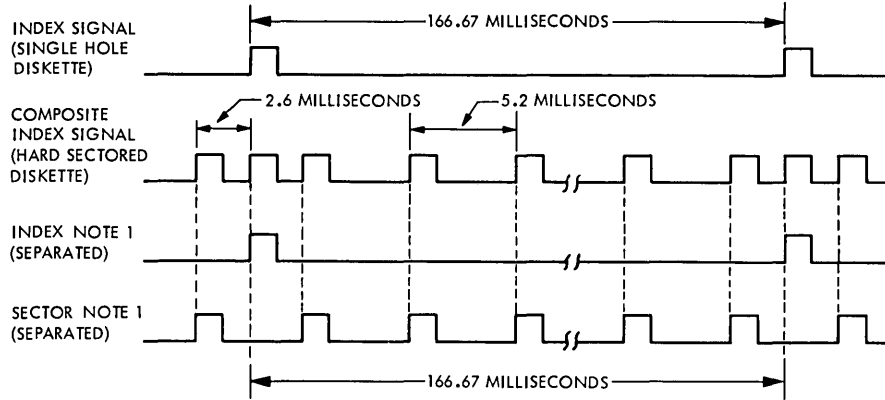 166.67 MILLISECONDS
INDEX SIGNAL
(SINGLE HOLE
DISKETTE)
2.6 MILLISECONDS
5.2 MILLISECONDS
COMPOSITE
INDEX SIGNAL
(HARD SECTORED
DISKETTE)
INDEX NOTE 1
(SEPARATED)
SECTOR NOTE 1
(SEPARATED)
166.67 MILLISECONDS